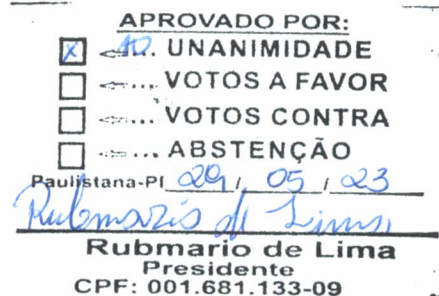 APROVADO POR:
X 10. UNANIMIDADE
... VOTOS A FAVOR
... VOTOS CONTRA
... ABSTENÇÃO
Paulistana-PI 29 / 05 / 23
Rubmario de Lima
Rubmario de Lima
Presidente
CPF: 001.681.133-09